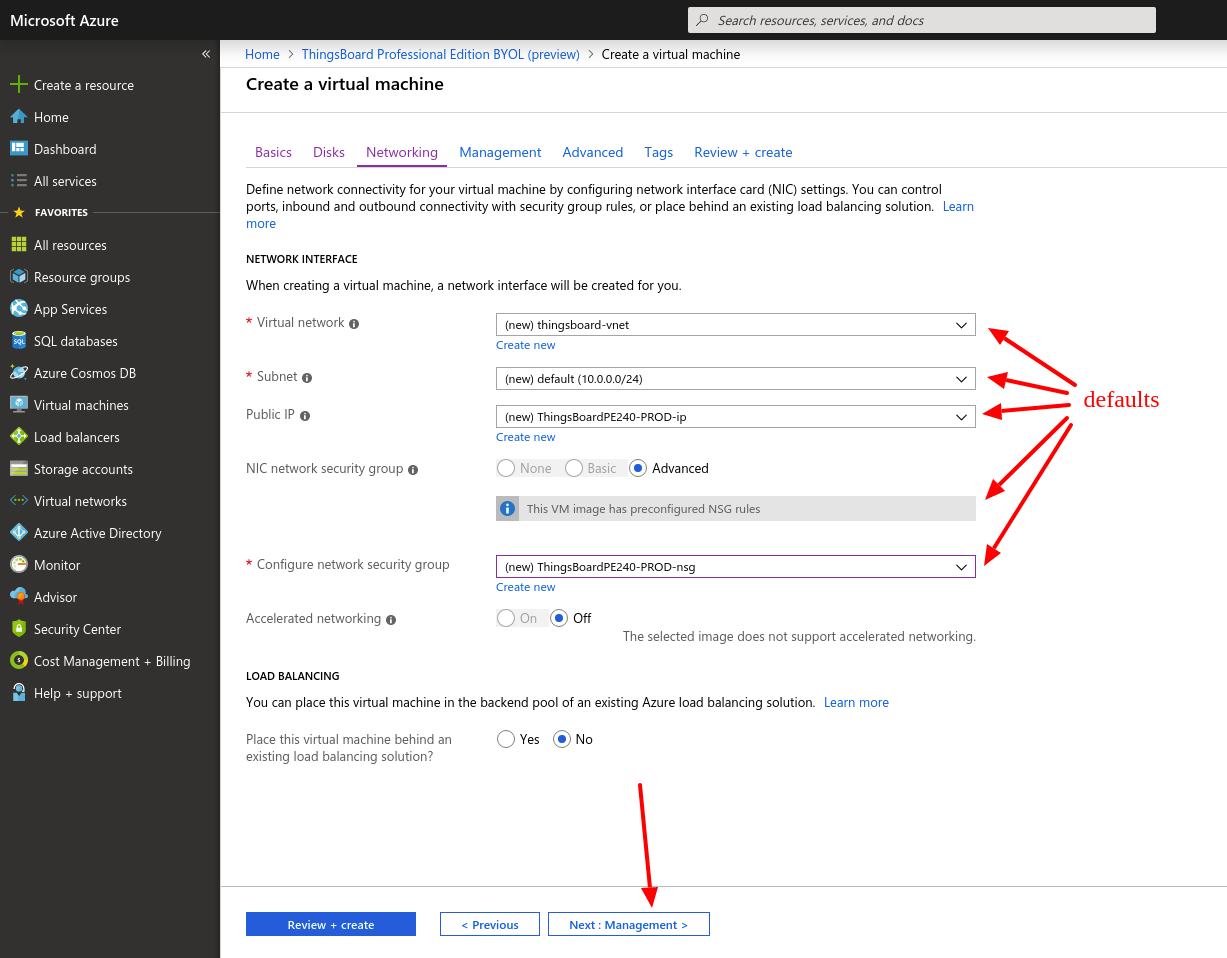 Microsoft Azure
Search resources, services, and docs
«
Create a resource
Home
Dashboard
All services
FAVORITES
All resources
Resource groups
App Services
SQL databases
Azure Cosmos DB
Virtual machines
Load balancers
Storage accounts
Virtual networks
Azure Active Directory
Monitor
Advisor
Security Center
Cost Management + Billing
Help + support
Home > ThingsBoard Professional Edition BYOL (preview) > Create a virtual machine
Create a virtual machine
Basics Disks Networking Management Advanced Tags Review + create
Define network connectivity for your virtual machine by configuring network interface card (NIC) settings. You can control
ports, inbound and outbound connectivity with security group rules, or place behind an existing load balancing solution. Learn
more
NETWORK INTERFACE
When creating a virtual machine, a network interface will be created for you.
* Virtual network
(new) thingsboard-vnet
Create new
* Subnet
(new) default (10.0.0.0/24)
Public IP
(new) ThingsBoardPE240-PROD-ip
Create new
defaults
NIC network security group
None Basic Advanced
This VM image has preconfigured NSG rules
* Configure network security group
(new) ThingsBoardPE240-PROD-nsg
Create new
Accelerated networking
On Off
The selected image does not support accelerated networking.
LOAD BALANCING
You can place this virtual machine in the backend pool of an existing Azure load balancing solution. Learn more
Place this virtual machine behind an
existing load balancing solution?
Yes No
Review + create
< Previous
Next : Management >